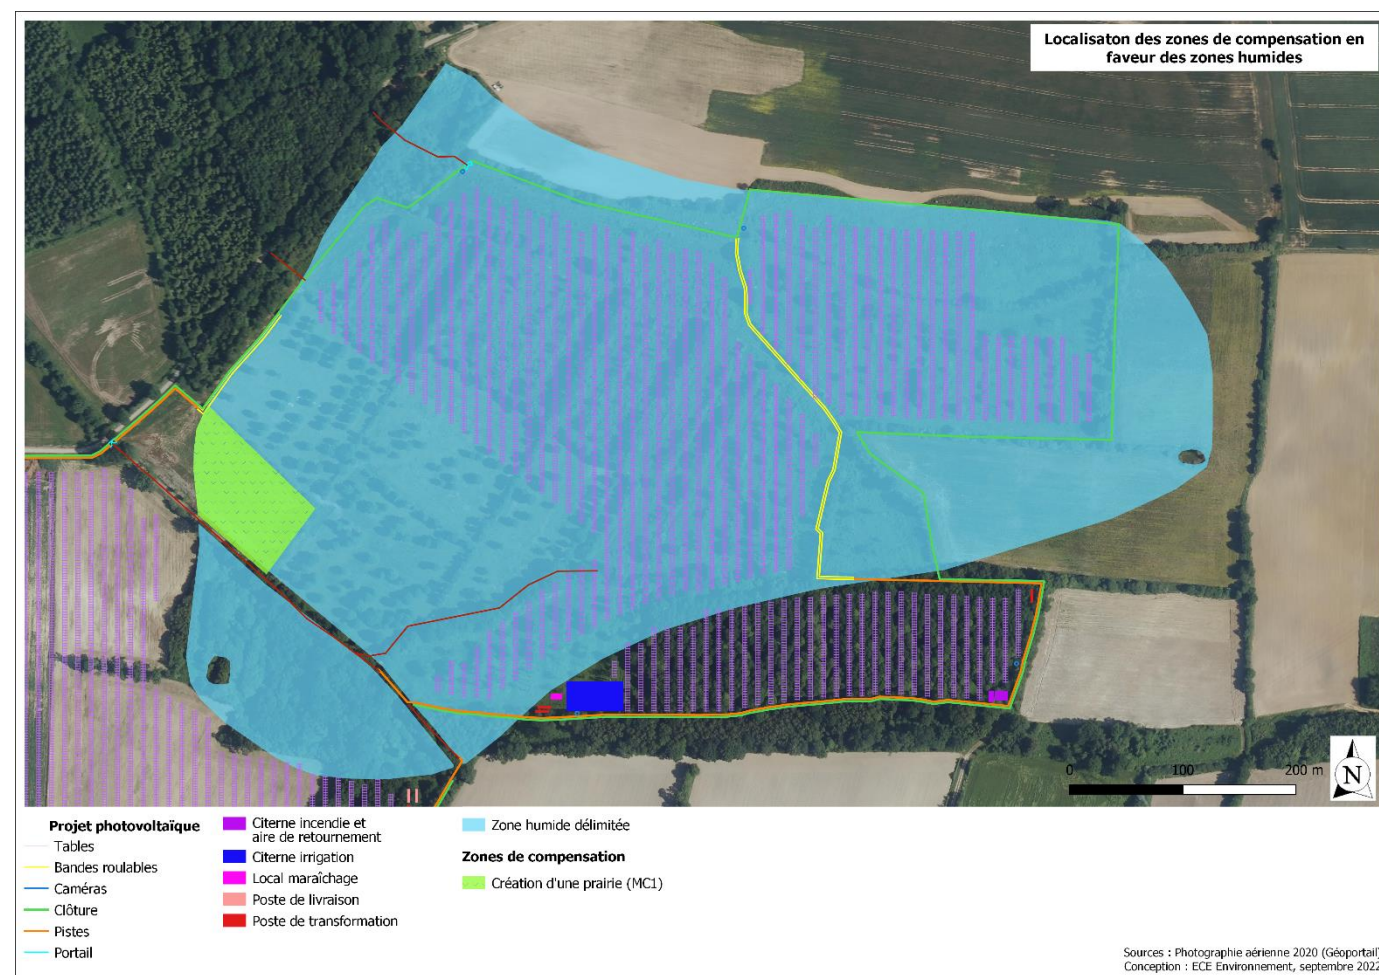 Localisaton des zones de compensation en
faveur des zones humides
0 100 200 m
N
Projet photovoltaïque
Tables
Bandes roulables
Caméras
Clôture
Pistes
Portail
Citerne incendie et
aire de retournement
Citerne irrigation
Local maraîchage
Poste de livraison
Poste de transformation
Zone humide délimitée
Zones de compensation
Création d'une prairie (MC1)
Sources : Photographie aérienne 2020 (Géoportail)
Conception : ECE Environnement, septembre 2022